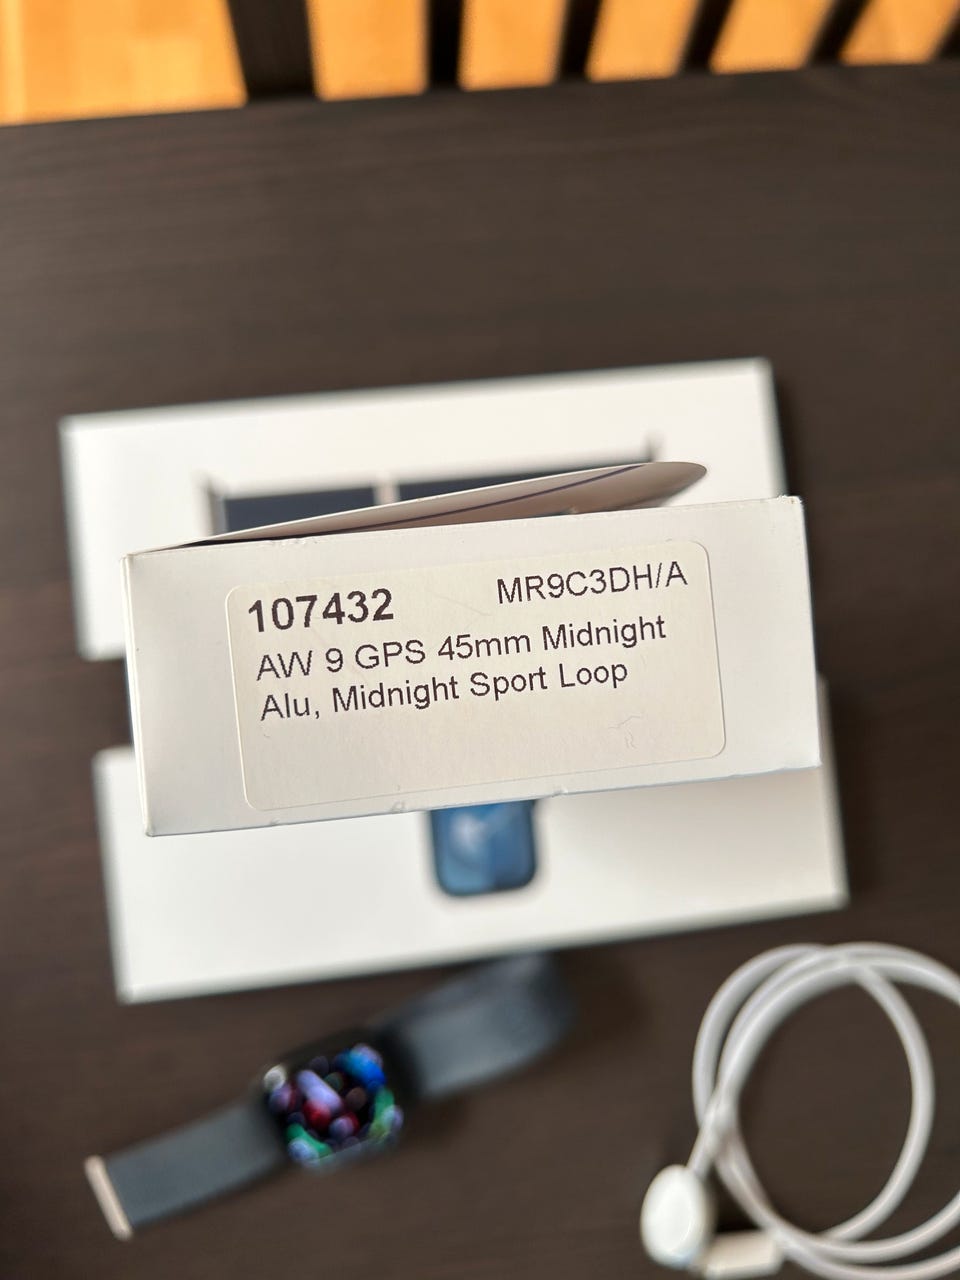 107432 MR9C3DH/A
AW 9 GPS 45mm Midnight
Alu, Midnight Sport Loop